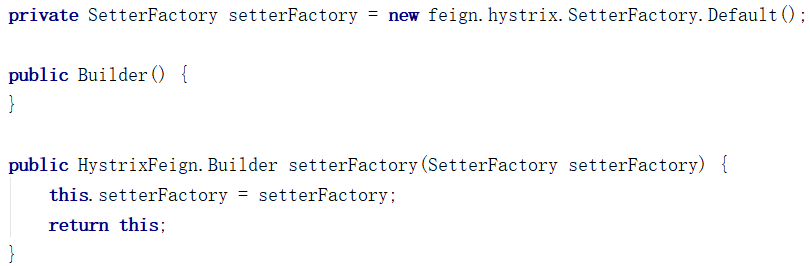 private SetterFactory setterFactory = new feign.hystrix.SetterFactory.Default();
public Builder() {
}
public HystrixFeign.Builder setterFactory(SetterFactory setterFactory) {
this.setterFactory = setterFactory;
return this;
}